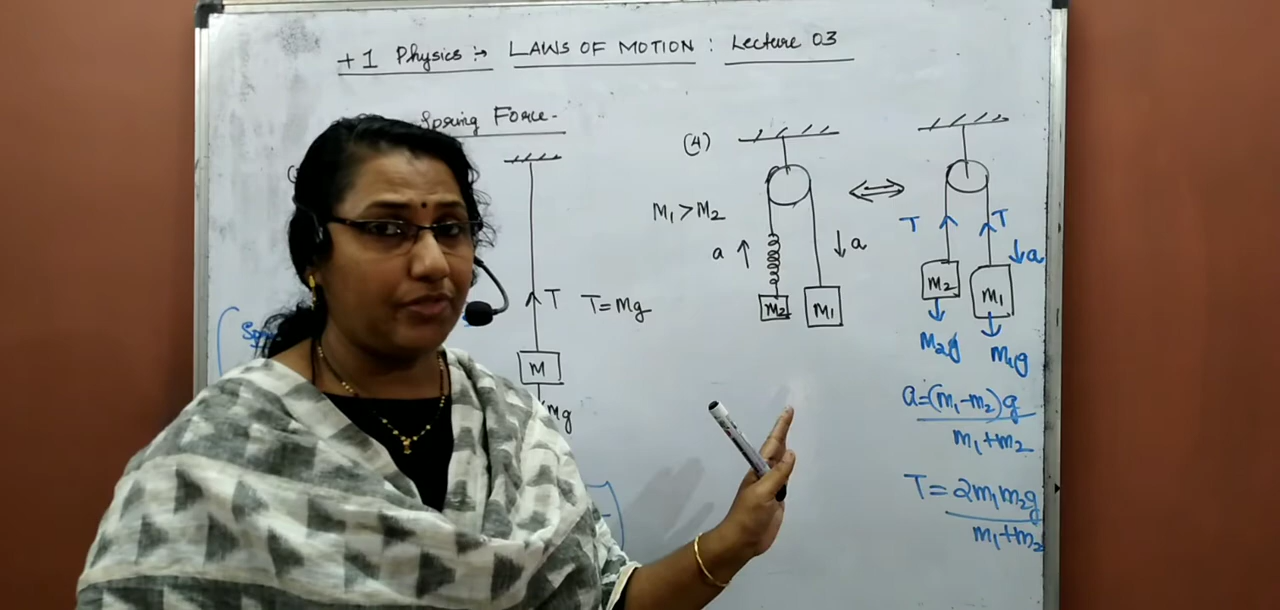 +1 Physics :→ LAWS OF MOTION : Lecture 03
Spring Force-
T
T=Mg
M
Mg
(4)
M₁>M₂
a
a
M₂
M₁
T
T
a
M₂
M₁
M₂g
M₁g
a=(m₁-m₂)g
m₁+m₂
T=2m₁m₂g
m₁+m₂